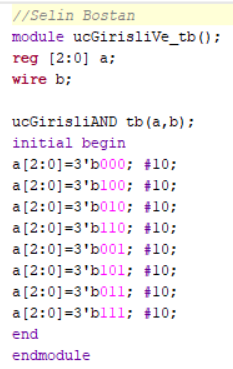 //Selin Bostan
module ucGirisliVe_tb();
reg [2:0] a;
wire b;
ucGirisliAND tb(a,b);
initial begin
a[2:0]=3'b000; #10;
a[2:0]=3'b100; #10;
a[2:0]=3'b010; #10;
a[2:0]=3'b110; #10;
a[2:0]=3'b001; #10;
a[2:0]=3'b101; #10;
a[2:0]=3'b011; #10;
a[2:0]=3'b111; #10;
end
endmodule